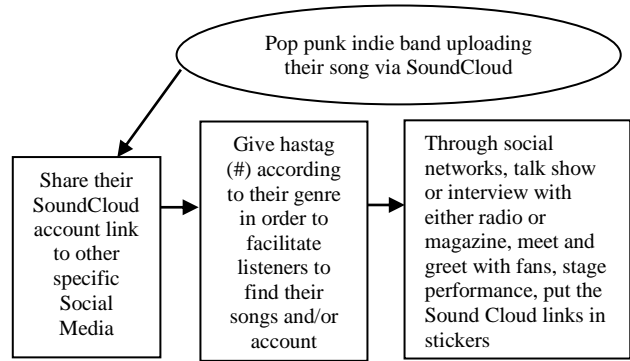 Pop punk indie band uploading
their song via SoundCloud
Share their
SoundCloud
account link
to other
specific
Social
Media
Give hastag
(#) according
to their genre
in order to
facilitate
listeners to
find their
songs and/or
account
Through social
networks, talk show
or interview with
either radio or
magazine, meet and
greet with fans, stage
performance, put the
Sound Cloud links in
stickers